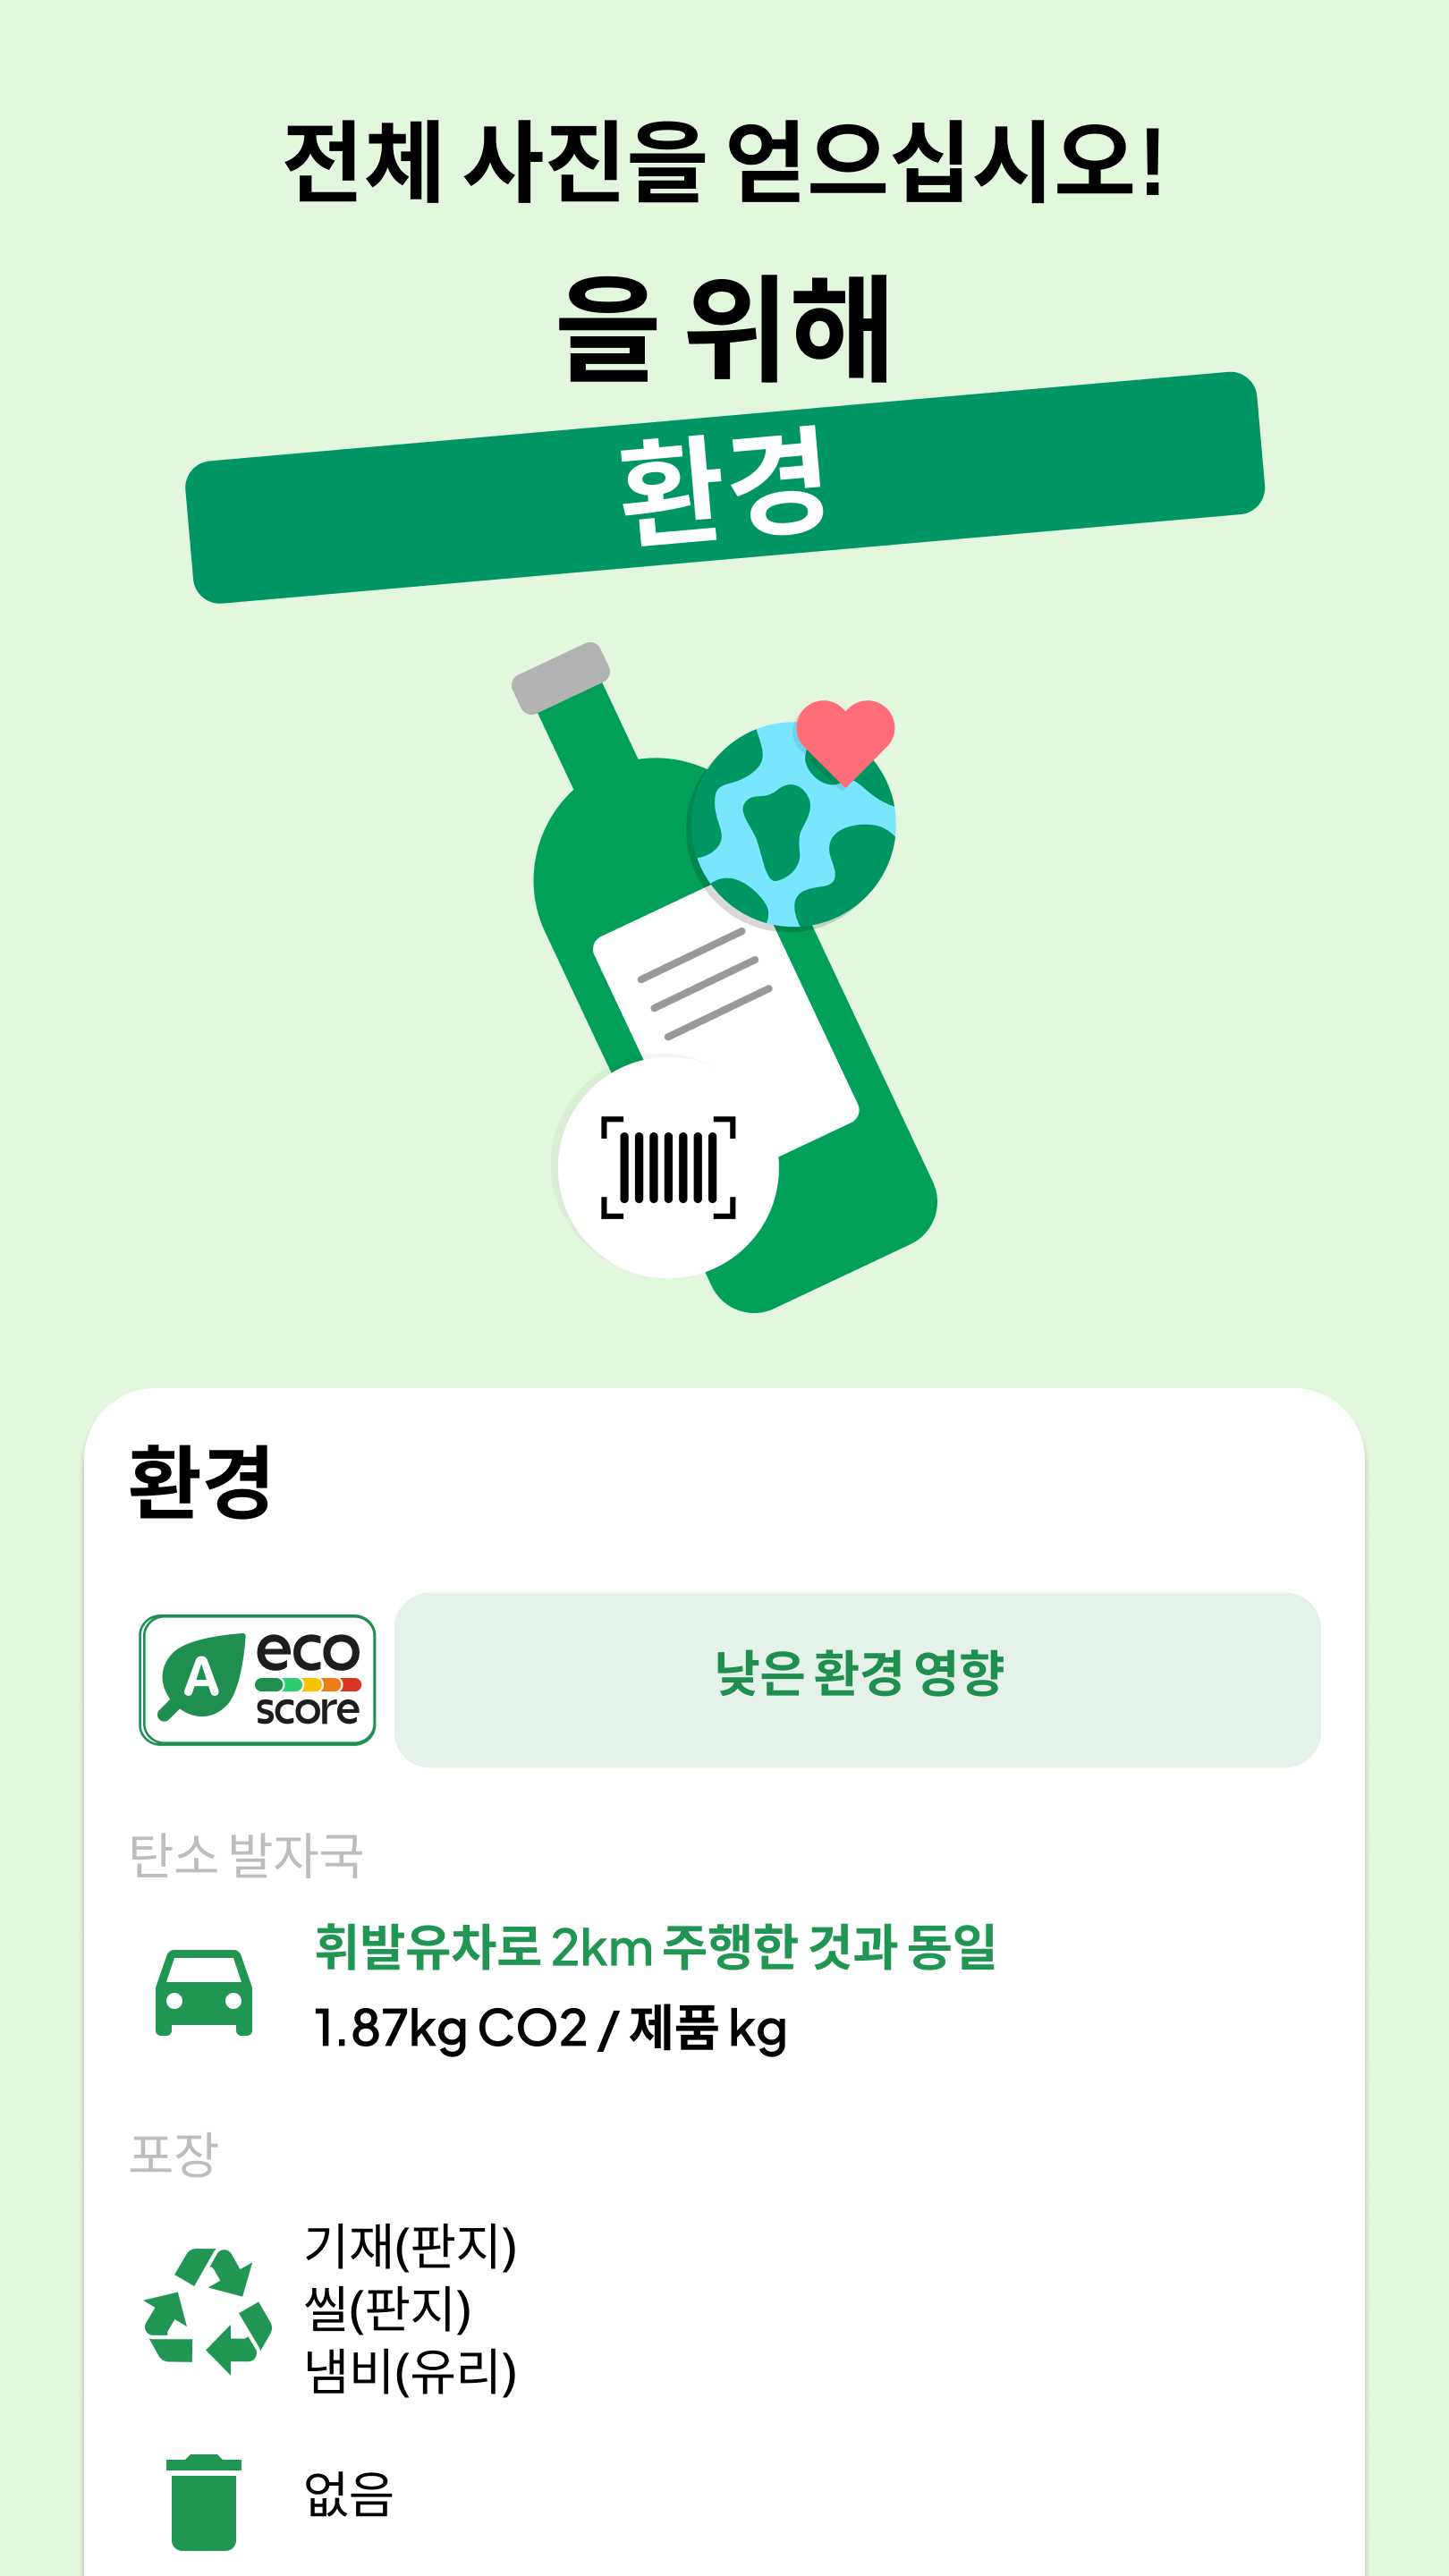 전체 사진을 얻으십시오!
을 위해
환경
환경
A
eco
score
낮은 환경 영향
탄소 발자국
휘발유차로 2km 주행한 것과 동일
1.87kg CO2 / 제품 kg
포장
기재(판지)
씰(판지)
냄비(유리)
없음